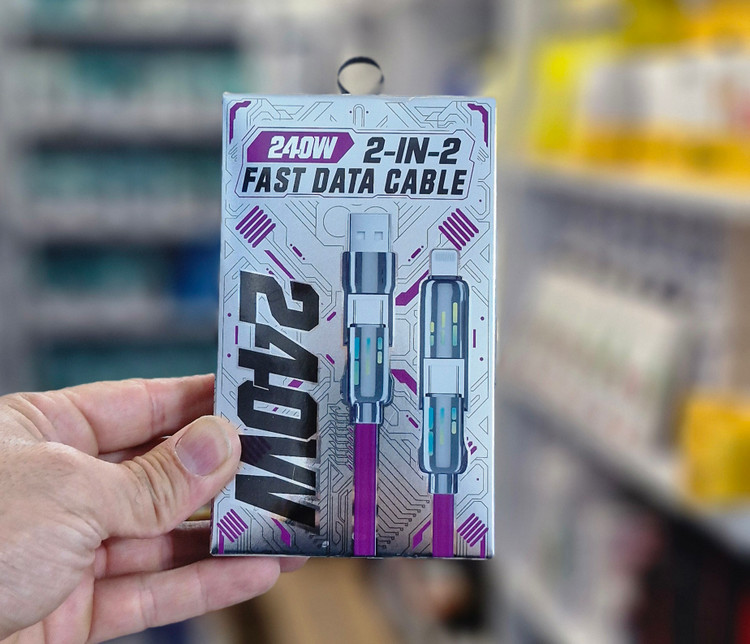 240W 2-IN-2
FAST DATA CABLE
240W